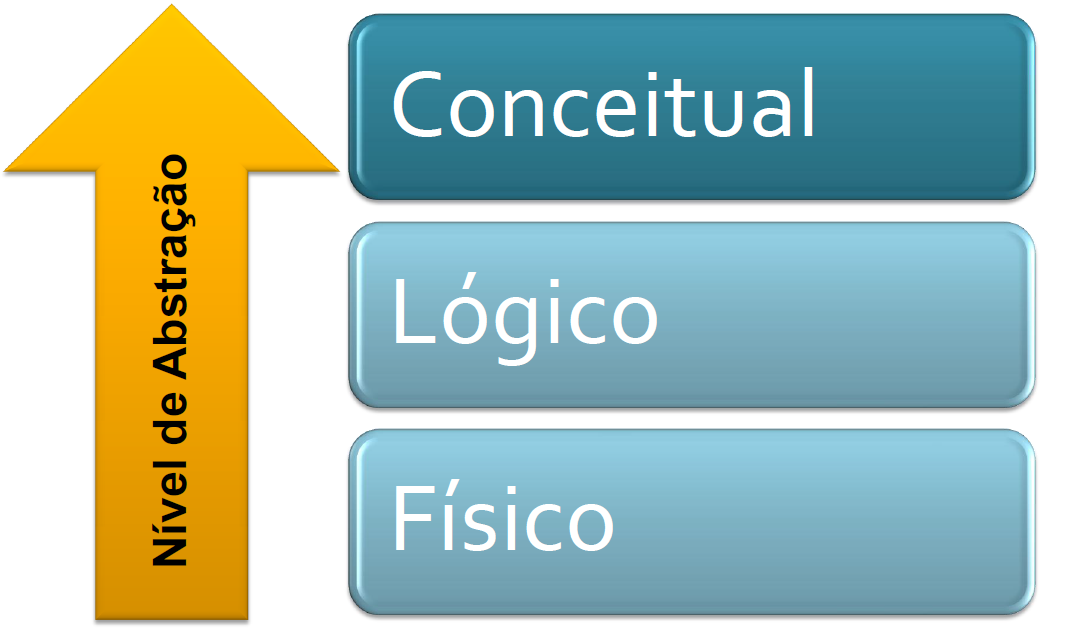 Nível de Abstração
Conceitual
Lógico
Físico